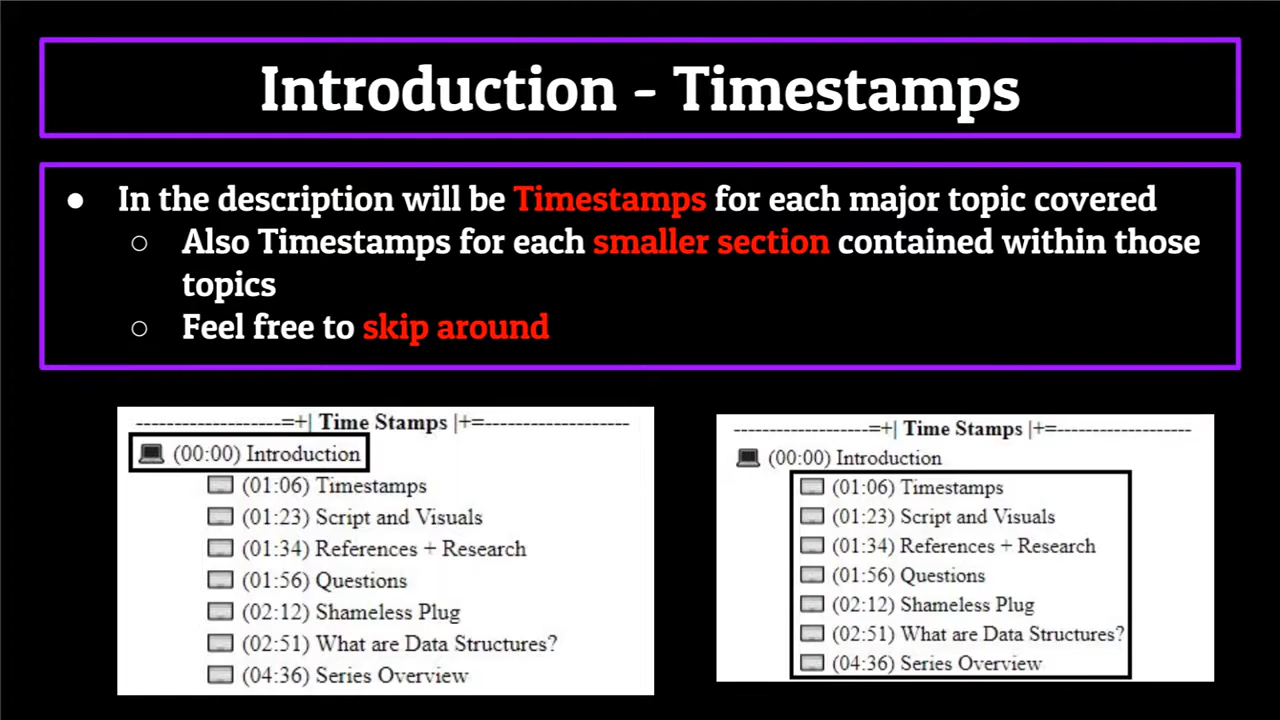 Introduction - Timestamps
● In the description will be Timestamps for each major topic covered
○ Also Timestamps for each smaller section contained within those
topics
○ Feel free to skip around
-------------------=+| Time Stamps |+=-------------------
(00:00) Introduction
(01:06) Timestamps
(01:23) Script and Visuals
(01:34) References + Research
(01:56) Questions
(02:12) Shameless Plug
(02:51) What are Data Structures?
(04:36) Series Overview
-------------------=+| Time Stamps |+=-------------------
(00:00) Introduction
(01:06) Timestamps
(01:23) Script and Visuals
(01:34) References + Research
(01:56) Questions
(02:12) Shameless Plug
(02:51) What are Data Structures?
(04:36) Series Overview